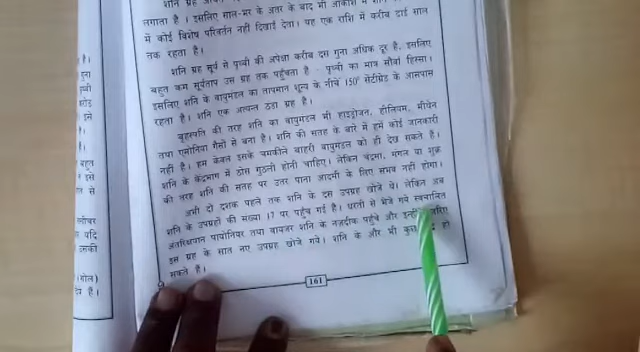 शनि ग्रह
लगाता है । इसलिए साल-भर के अंतर के बाद भी आकाश में
में कोई विशेष परिवर्तन नहीं दिखाई देता। यह एक राशि में करीब ढाई साल
तक रहता है।
शनि ग्रह सूर्य से पृथ्वी की अपेक्षा करीब दस गुना अधिक दूर है, इसलिए
बहुत कम सूर्यताप उस ग्रह तक पहुंचता है – पृथ्वी का मात्र सौवां हिस्सा।
इसलिए शनि के वायुमंडल का तापमान शून्य के नीचे 150° सेंटीग्रेड के आसपास
रहता है। शनि एक अत्यन्त ठंडा ग्रह है।
बृहस्पति की तरह शनि का वायुमंडल भी हाइड्रोजन, हीलियम, मीथेन
तथा एमोनिया गैसों से बना है। शनि की सतह के बारे में हमें कोई जानकारी
नहीं है। हम केवल इसके चमकीले बाहरी वायुमंडल को ही देख सकते हैं।
शनि के केंद्रभाग में ठोस गुठली होनी चाहिए। लेकिन चंद्रमा, मंगल या शुक्र
की तरह शनि की सतह पर उतर पाना आदमी के लिए संभव नहीं होगा।
अभी दो दशक पहले तक शनि के दस उपग्रह खोजे थे। लेकिन अब
शनि के उपग्रहों की संख्या 17 पर पहुंच गई है। धरती से भेजे गये स्वचालित
अंतरिक्षयान पायोनियर तथा वायजर शनि के नजदीक पहुंचे और
इस ग्रह के सात नए उपग्रह खोजे गये। शनि के और भी हो
सकते हैं।
161